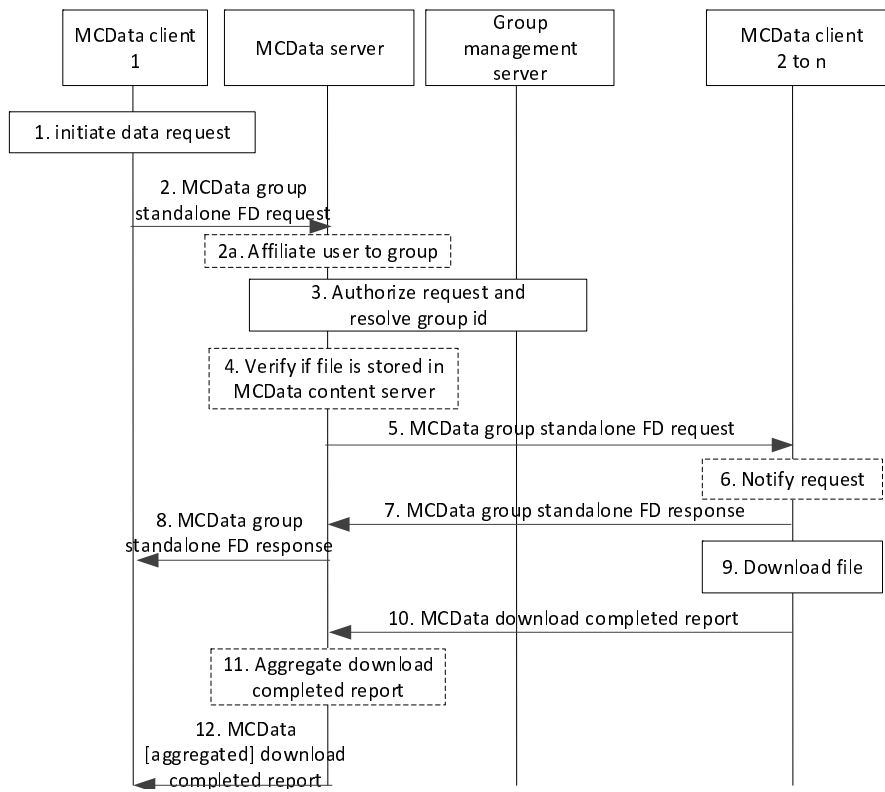 MCData client
1
MCData server
Group
management
server
MCData client
2 to n
1. initiate data request
2. MCData group
standalone FD request
2a. Affiliate user to group
3. Authorize request and
resolve group id
4. Verify if file is stored in
MCData content server
5. MCData group standalone FD request
6. Notify request
7. MCData group standalone FD response
8. MCData group
standalone FD response
9. Download file
10. MCData download completed report
11. Aggregate download
completed report
12. MCData
[aggregated] download
completed report